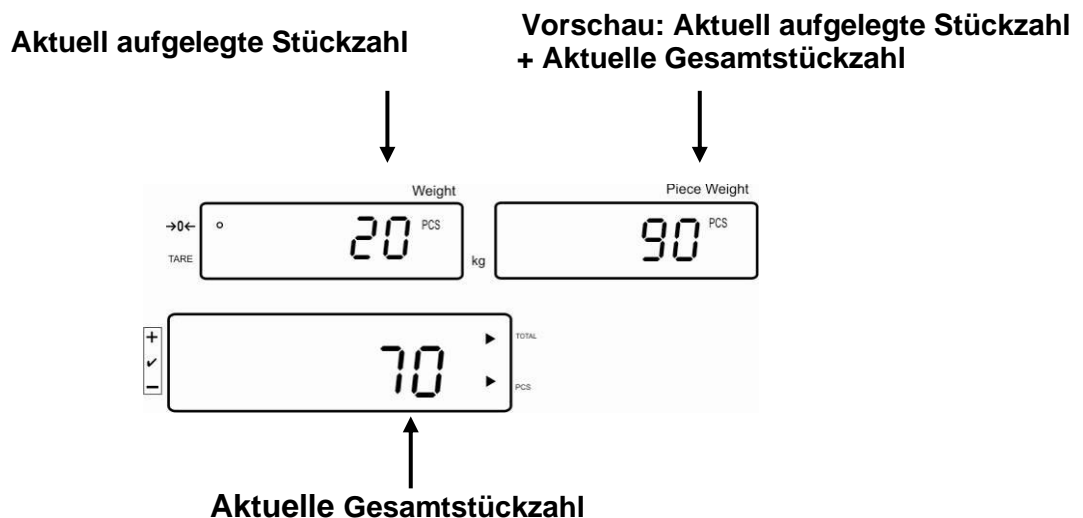 Aktuell aufgelegte Stückzahl
Vorschau: Aktuell aufgelegte Stückzahl
+ Aktuelle Gesamtstückzahl
Weight
Piece Weight
→0←
20 PCS
90 PCS
TARE
kg
+
✔
−
70
▶ TOTAL
▶ PCS
Aktuelle Gesamtstückzahl